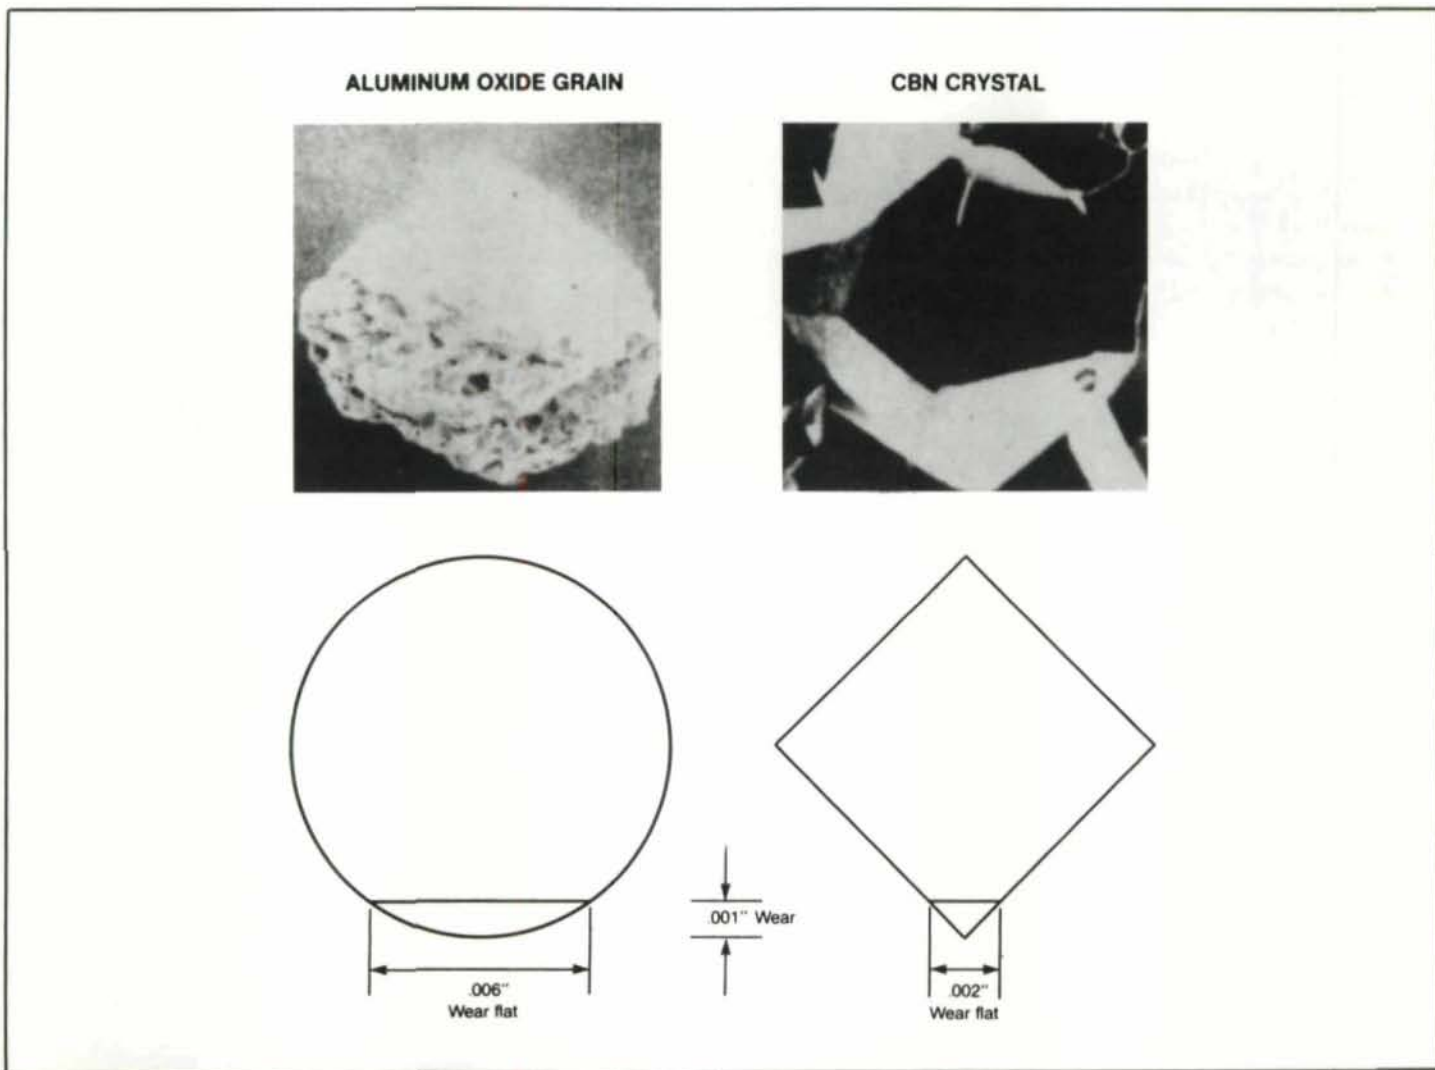 ALUMINUM OXIDE GRAIN
CBN CRYSTAL
.001" Wear
.006"
Wear flat
.002"
Wear flat